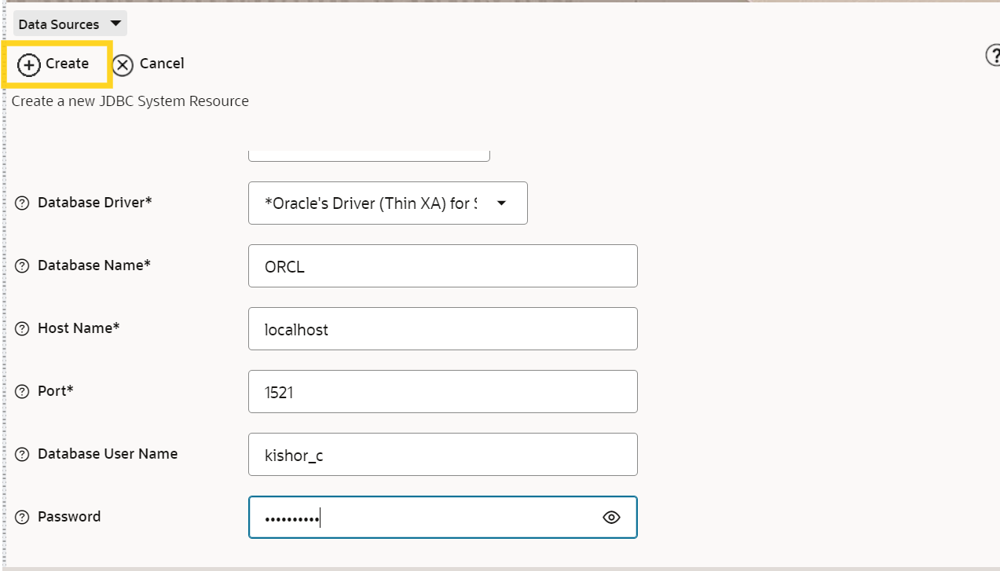 Data Sources
Create Cancel
Create a new JDBC System Resource
Database Driver* *Oracle's Driver (Thin XA) for
Database Name* ORCL
Host Name* localhost
Port* 1521
Database User Name kishor_c
Password ••••••••••